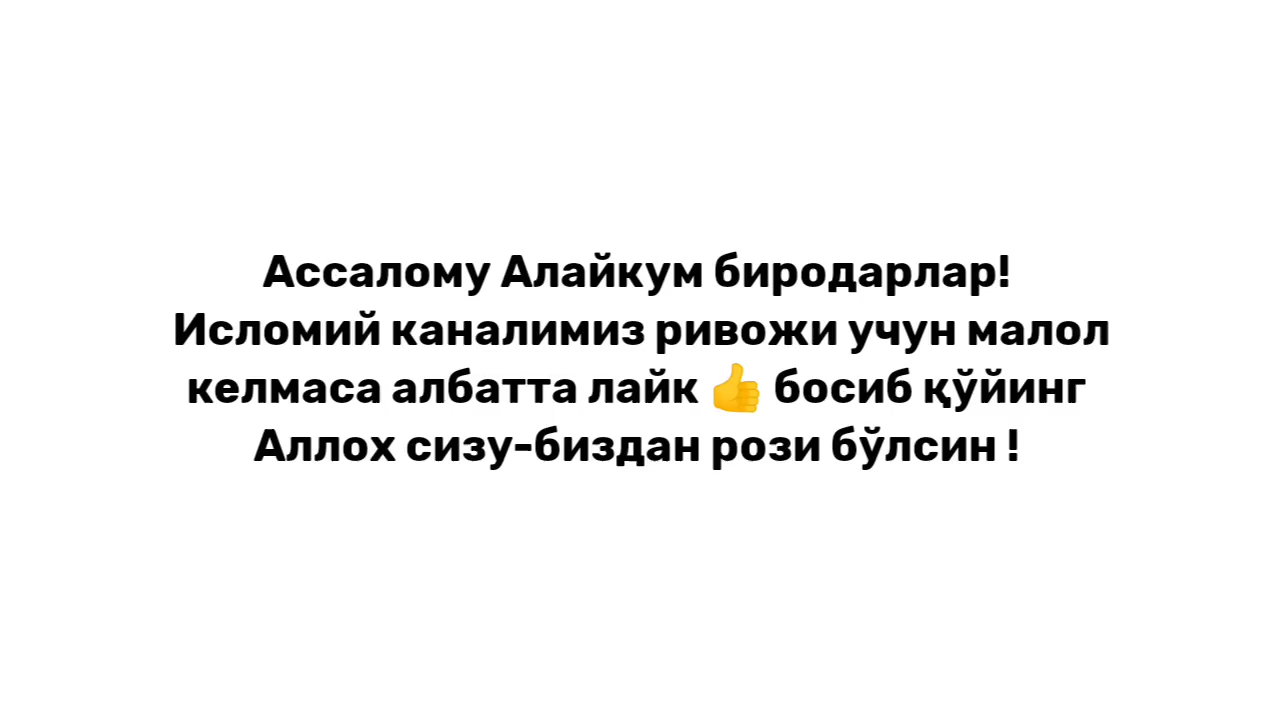 Ассалому Алайкум биродарлар!
Исломий каналимиз ривожи учун малол
келмаса албатта лайк 👍 босиб қўйинг
Аллох сизу-биздан рози бўлсин !